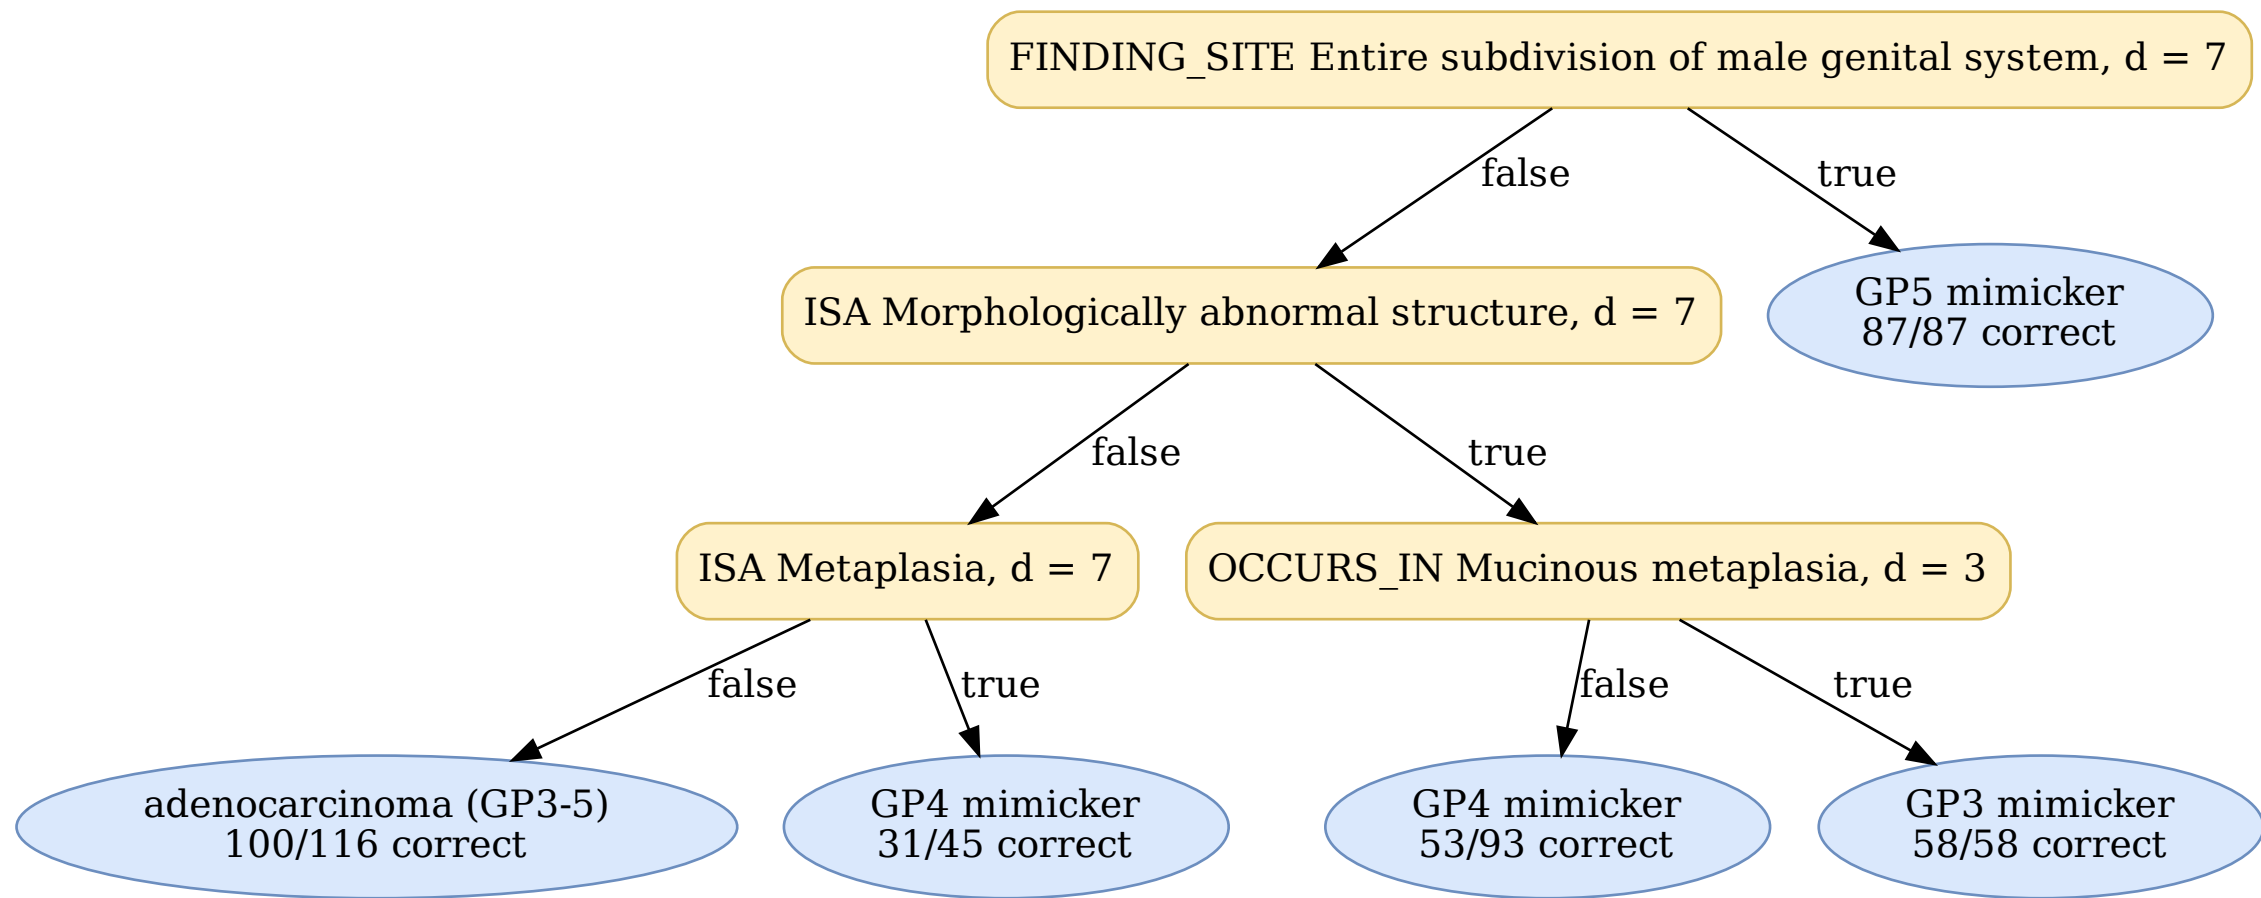 FINDING_SITE Entire subdivision of male genital system, d = 7
false
true
ISA Morphologically abnormal structure, d = 7
GP5 mimicker
87/87 correct
false
true
ISA Metaplasia, d = 7
OCCURS_IN Mucinous metaplasia, d = 3
false
true
false
true
adenocarcinoma (GP3-5)
100/116 correct
GP4 mimicker
31/45 correct
GP4 mimicker
53/93 correct
GP3 mimicker
58/58 correct